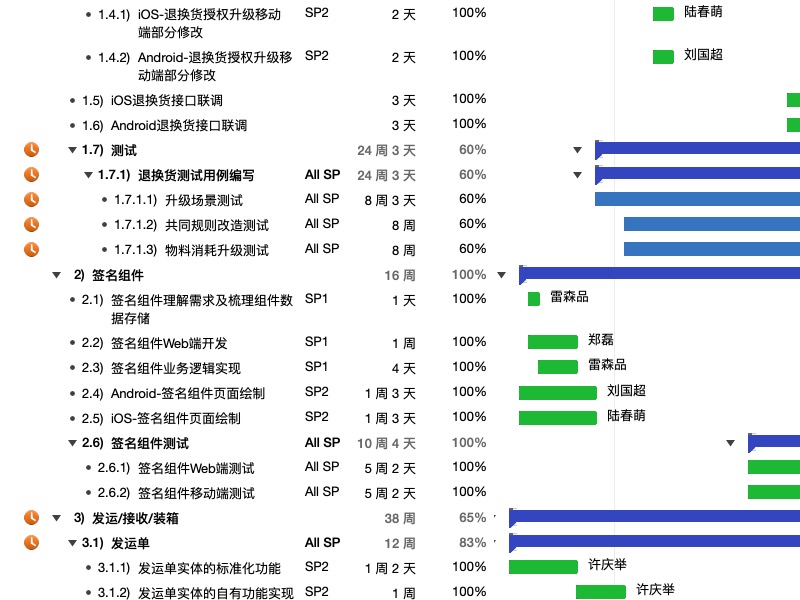 1.4.1) iOS-退换货授权升级移动 SP2 2 天 100% 陆春萌
端部分修改
1.4.2) Android-退换货授权升级移 SP2 2 天 100% 刘国超
动端部分修改
1.5) iOS退换货接口联调 3 天 100%
1.6) Android退换货接口联调 3 天 100%
1.7) 测试 24 周 3 天 60%
1.7.1) 退换货测试用例编写 All SP 24 周 3 天 60%
1.7.1.1) 升级场景测试 All SP 8 周 3 天 60%
1.7.1.2) 共同规则改造测试 All SP 8 周 60%
1.7.1.3) 物料消耗升级测试 All SP 8 周 60%
2) 签名组件 16 周 100%
2.1) 签名组件理解需求及梳理组件数 SP1 1 天 100% 雷森品
据存储
2.2) 签名组件Web端开发 SP1 1 周 100% 郑磊
2.3) 签名组件业务逻辑实现 SP1 4 天 100% 雷森品
2.4) Android-签名组件页面绘制 SP2 1 周 3 天 100% 刘国超
2.5) iOS-签名组件页面绘制 SP2 1 周 3 天 100% 陆春萌
2.6) 签名组件测试 All SP 10 周 4 天 100%
2.6.1) 签名组件Web端测试 All SP 5 周 2 天 100%
2.6.2) 签名组件移动端测试 All SP 5 周 2 天 100%
3) 发运/接收/装箱 38 周 65%
3.1) 发运单 All SP 12 周 83%
3.1.1) 发运单实体的标准化功能 SP2 1 周 2 天 100% 许庆举
3.1.2) 发运单实体的自有功能实现 SP2 1 周 100% 许庆举